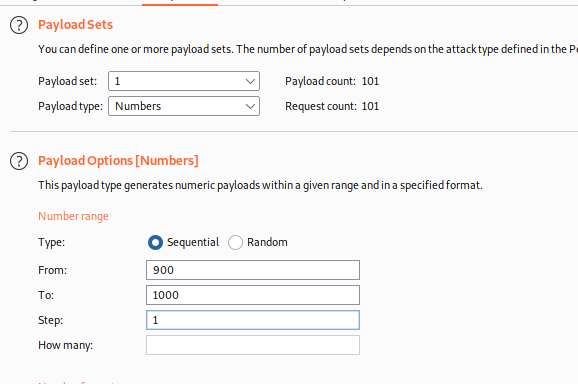 Payload Sets
You can define one or more payload sets. The number of payload sets depends on the attack type defined in the
Payload set: 1 Payload count: 101
Payload type: Numbers Request count: 101
Payload Options [Numbers]
This payload type generates numeric payloads within a given range and in a specified format.
Number range
Type: Sequential Random
From: 900
To: 1000
Step: 1
How many: